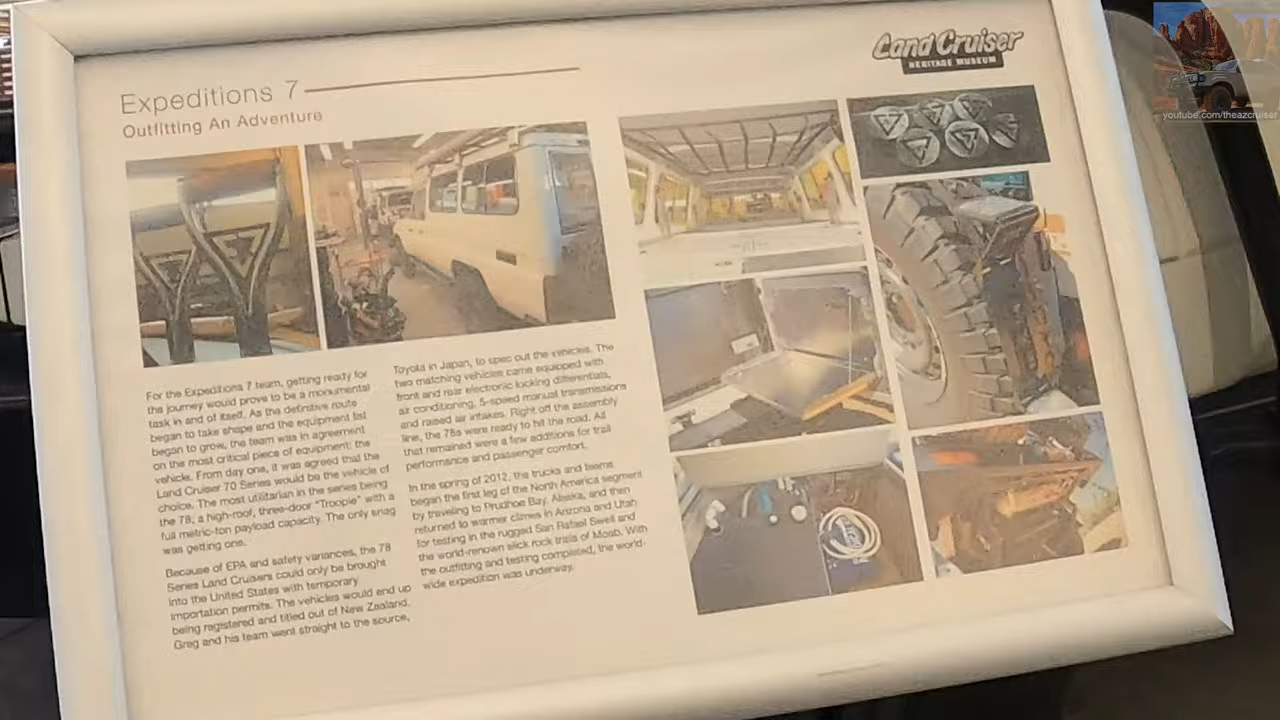 Land Cruiser
HERITAGE MUSEUM
youtube.com/theazcruiser
Expeditions 7
Outfitting An Adventure
For the Expeditions 7 team, getting ready for
the journey would prove to be a monumental
task in and of itself. As the definitive route
began to take shape and the equipment list
began to grow, the team was in agreement
on the most critical piece of equipment: the
vehicle. From day one, it was agreed that the
Land Cruiser 70 Series would be the vehicle of
choice. The most utilitarian in the series being
the 78; a high-roof, three-door "Troopie" with a
full metric-ton payload capacity. The only snag
was getting one.
Because of EPA and safety variances, the 78
Series Land Cruisers could only be brought
into the United States with temporary
importation permits. The vehicles would end up
being registered and titled out of New Zealand.
Greg and his team went straight to the source,
Toyota in Japan, to spec out the vehicles. The
two matching vehicles came equipped with
front and rear electronic locking differentials,
air conditioning, 5-speed manual transmissions
and raised air intakes. Right off the assembly
line, the 78s were ready to hit the road. All
that remained were a few additions for trail
performance and passenger comfort.
In the spring of 2012, the trucks and teams
began the first leg of the North America segment
by traveling to Prudhoe Bay, Alaska, and then
returned to warmer climes in Arizona and Utah
for testing in the rugged San Rafael Swell and
the world-renown slick rock trails of Moab. With
the outfitting and testing completed, the world-
wide expedition was underway.